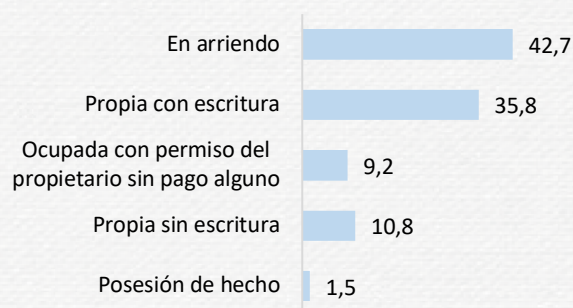 En arriendo 42,7
Propia con escritura 35,8
Ocupada con permiso del
propietario sin pago alguno 9,2
Propia sin escritura 10,8
Posesión de hecho 1,5